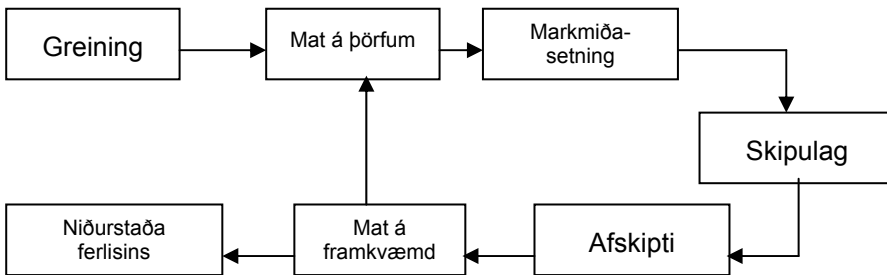 Greining
Mat á þörfum
Markmiða-
setning
Skipulag
Niðurstaða
ferlisins
Mat á
framkvæmd
Afskipti